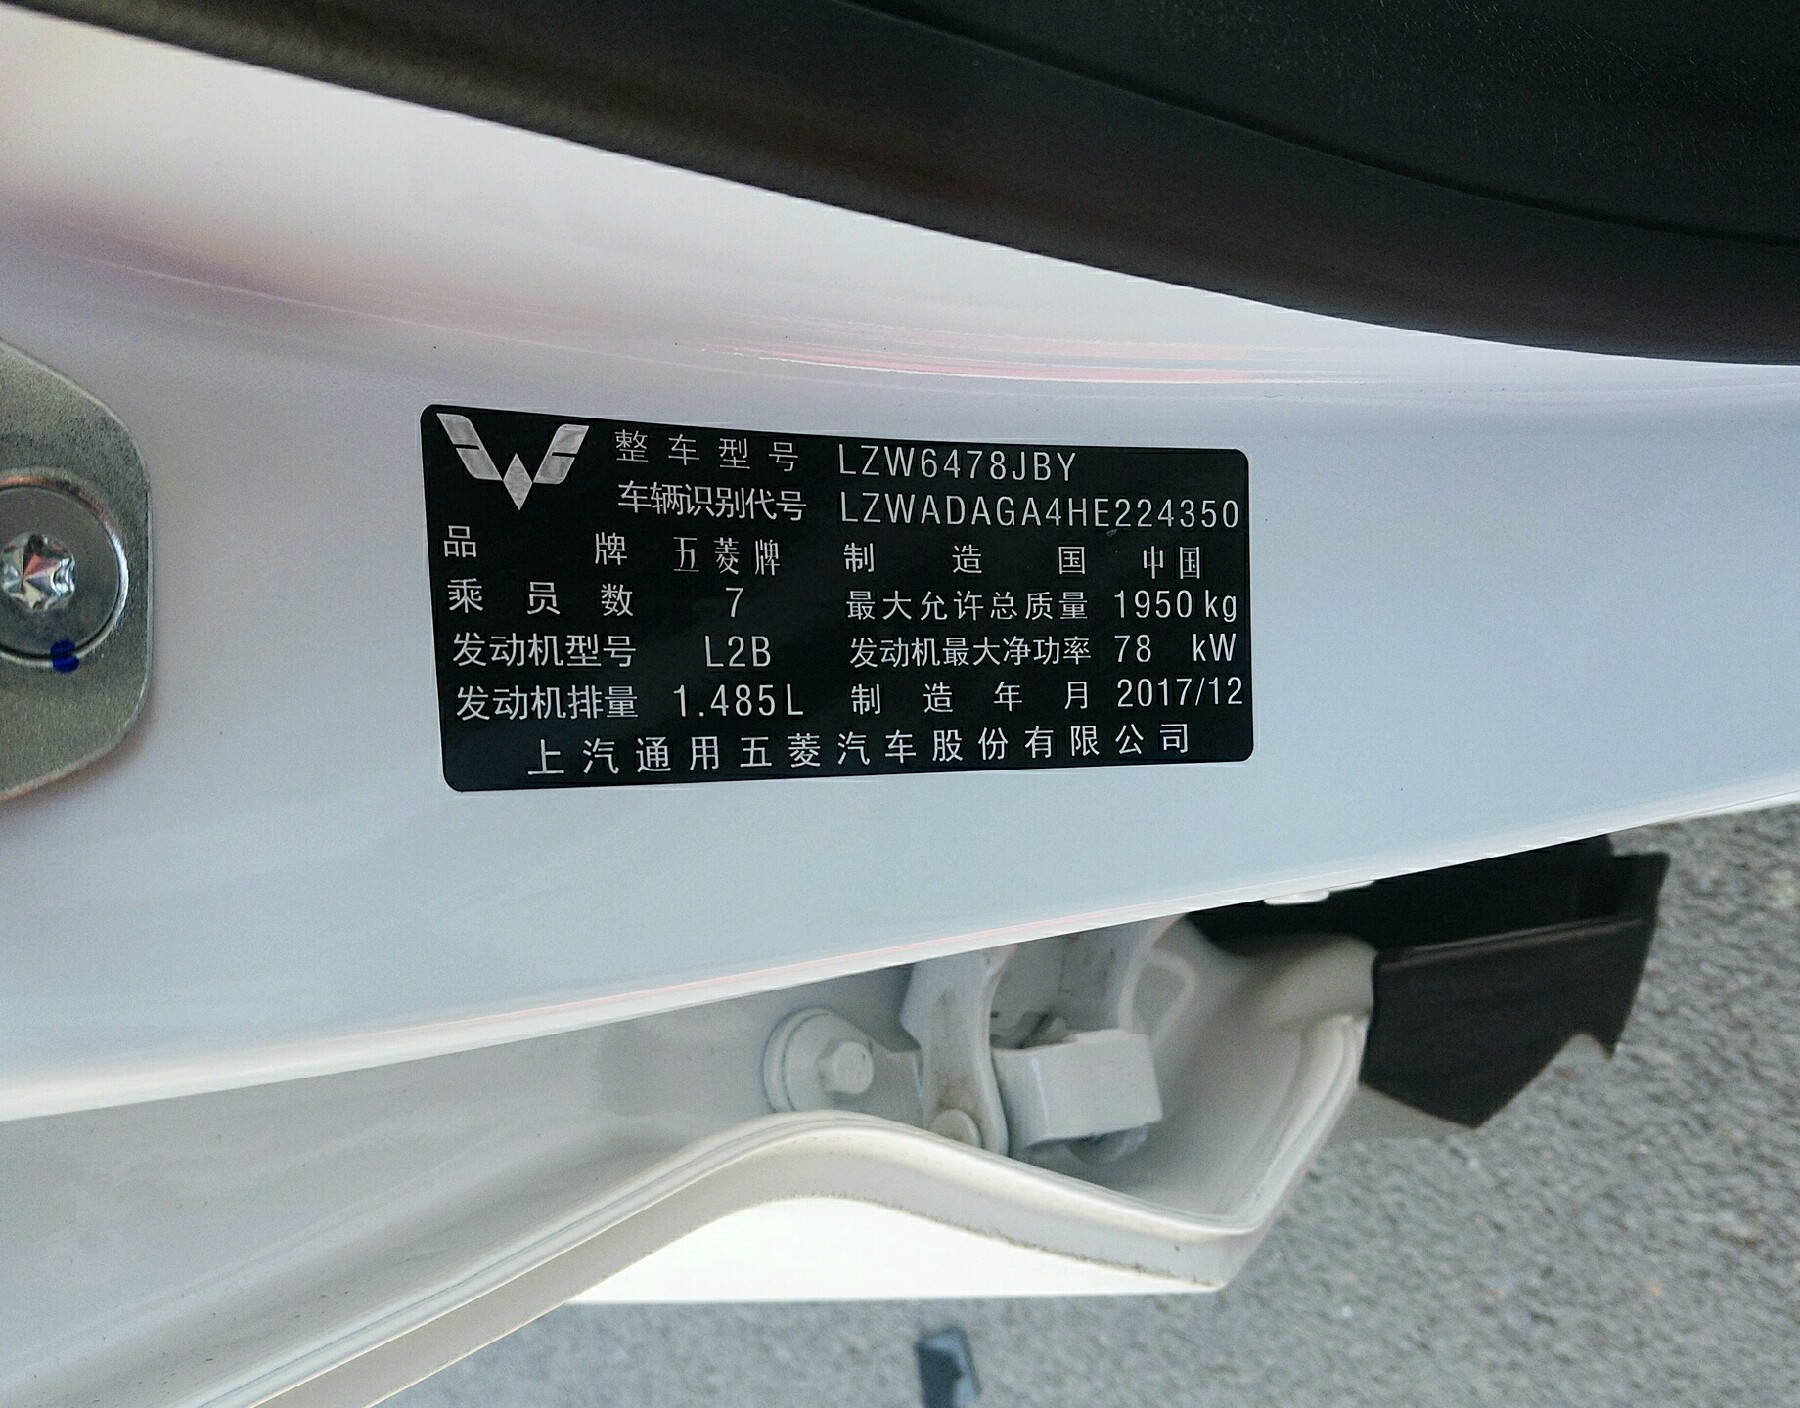 整车型号 LZW6478JBY
车辆识别代号 LZWADAGA4HE224350
品牌 五菱牌 制造国 中国
乘员数 7 最大允许总质量 1950 kg
发动机型号 L2B 发动机最大净功率 78 kW
发动机排量 1.485L 制造年月 2017/12
上汽通用五菱汽车股份有限公司